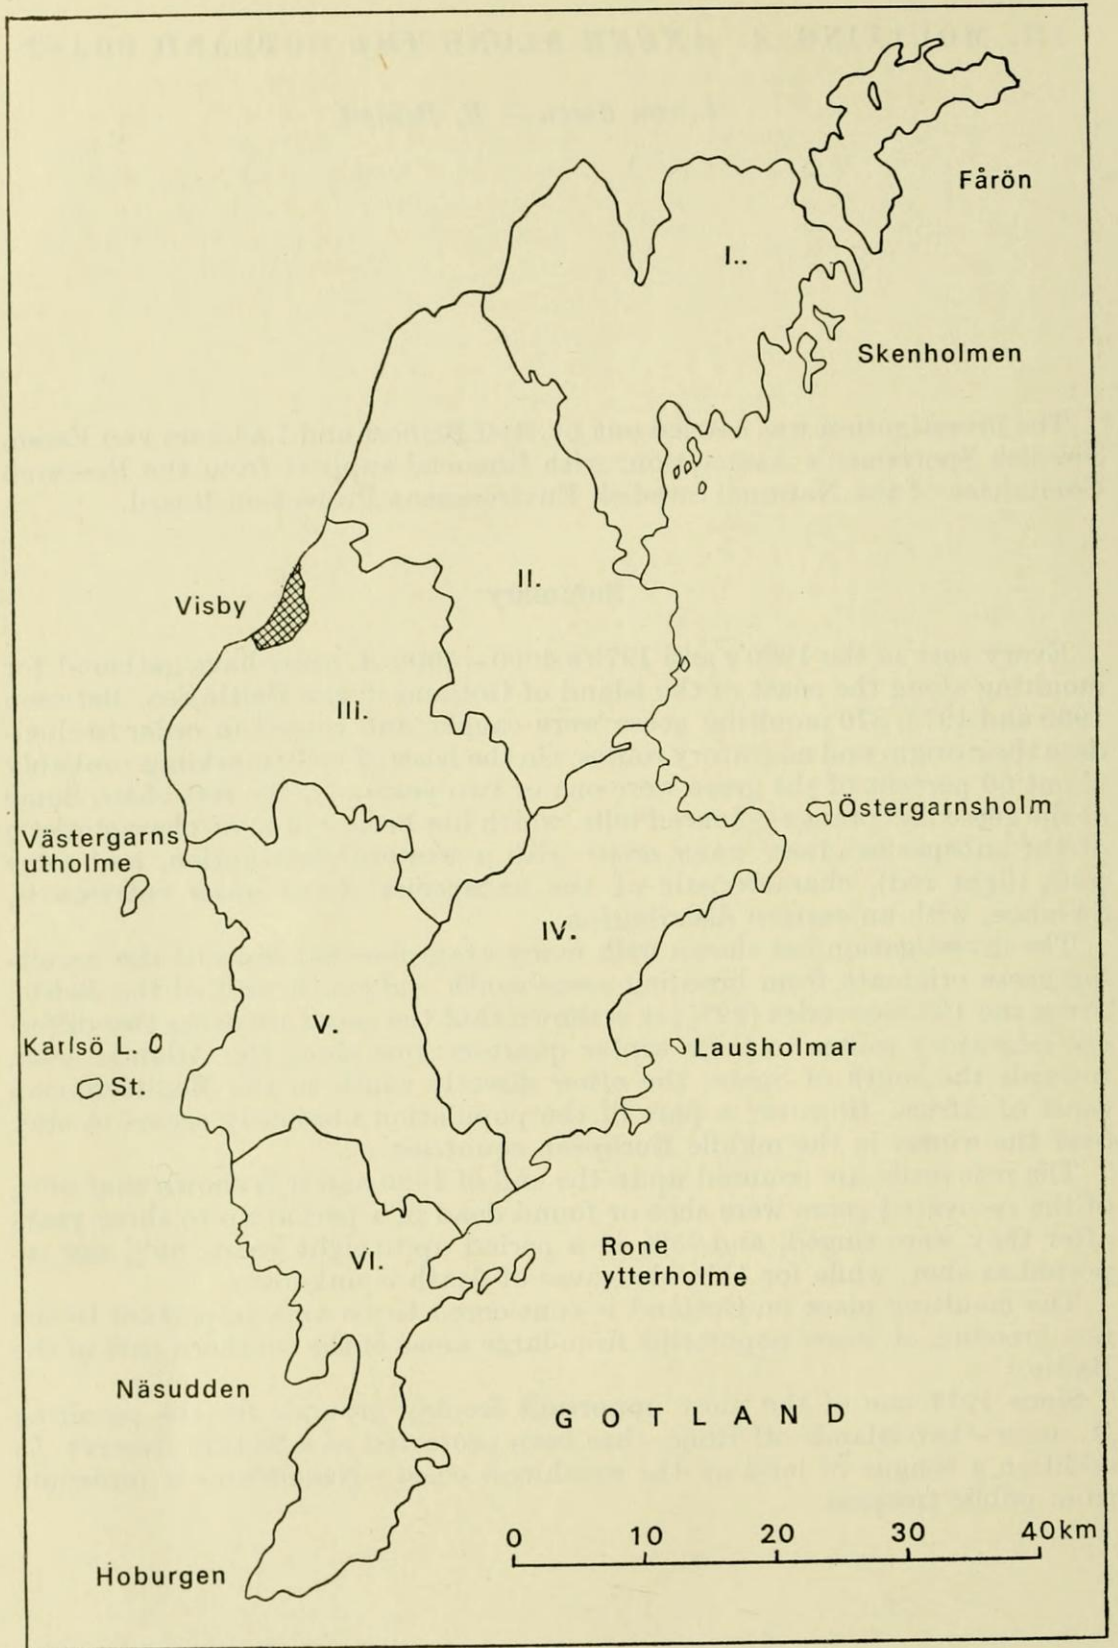 Fårön
I..
Skenholmen
II.
Visby
III.
Östergarnsholm
Västergarns
utholme
IV.
V.
Karlsö L.
St.
Lausholmar
Rone
ytterholme
VI.
Näsudden
GOTLAND
0 10 20 30 40km
Hoburgen